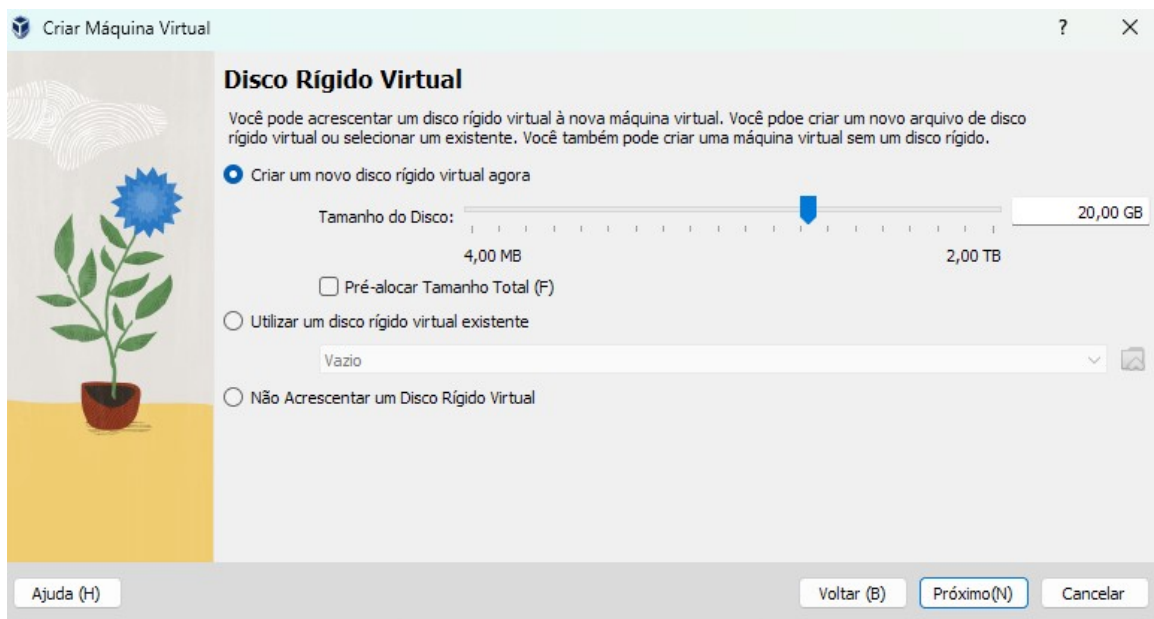 Criar Máquina Virtual
?
Disco Rígido Virtual
Você pode acrescentar um disco rígido virtual à nova máquina virtual. Você pdoe criar um novo arquivo de disco
rígido virtual ou selecionar um existente. Você também pode criar uma máquina virtual sem um disco rígido.
Criar um novo disco rígido virtual agora
Tamanho do Disco:
20,00 GB
4,00 MB
2,00 TB
Pré-alocar Tamanho Total (F)
Utilizar um disco rígido virtual existente
Vazio
Não Acrescentar um Disco Rígido Virtual
Ajuda (H)
Voltar (B)
Próximo(N)
Cancelar